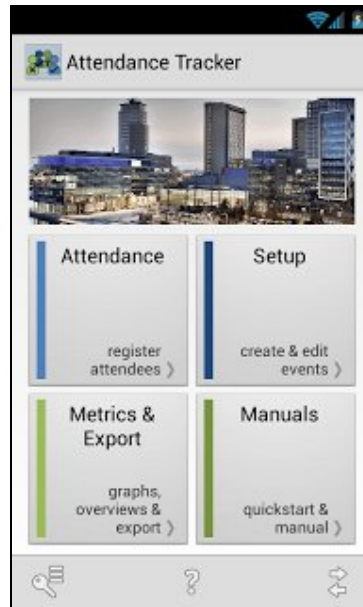 Attendance Tracker
Attendance
register
attendees ❯
Setup
create & edit
events ❯
Metrics &
Export
graphs,
overviews &
export ❯
Manuals
quickstart &
manual ❯
?